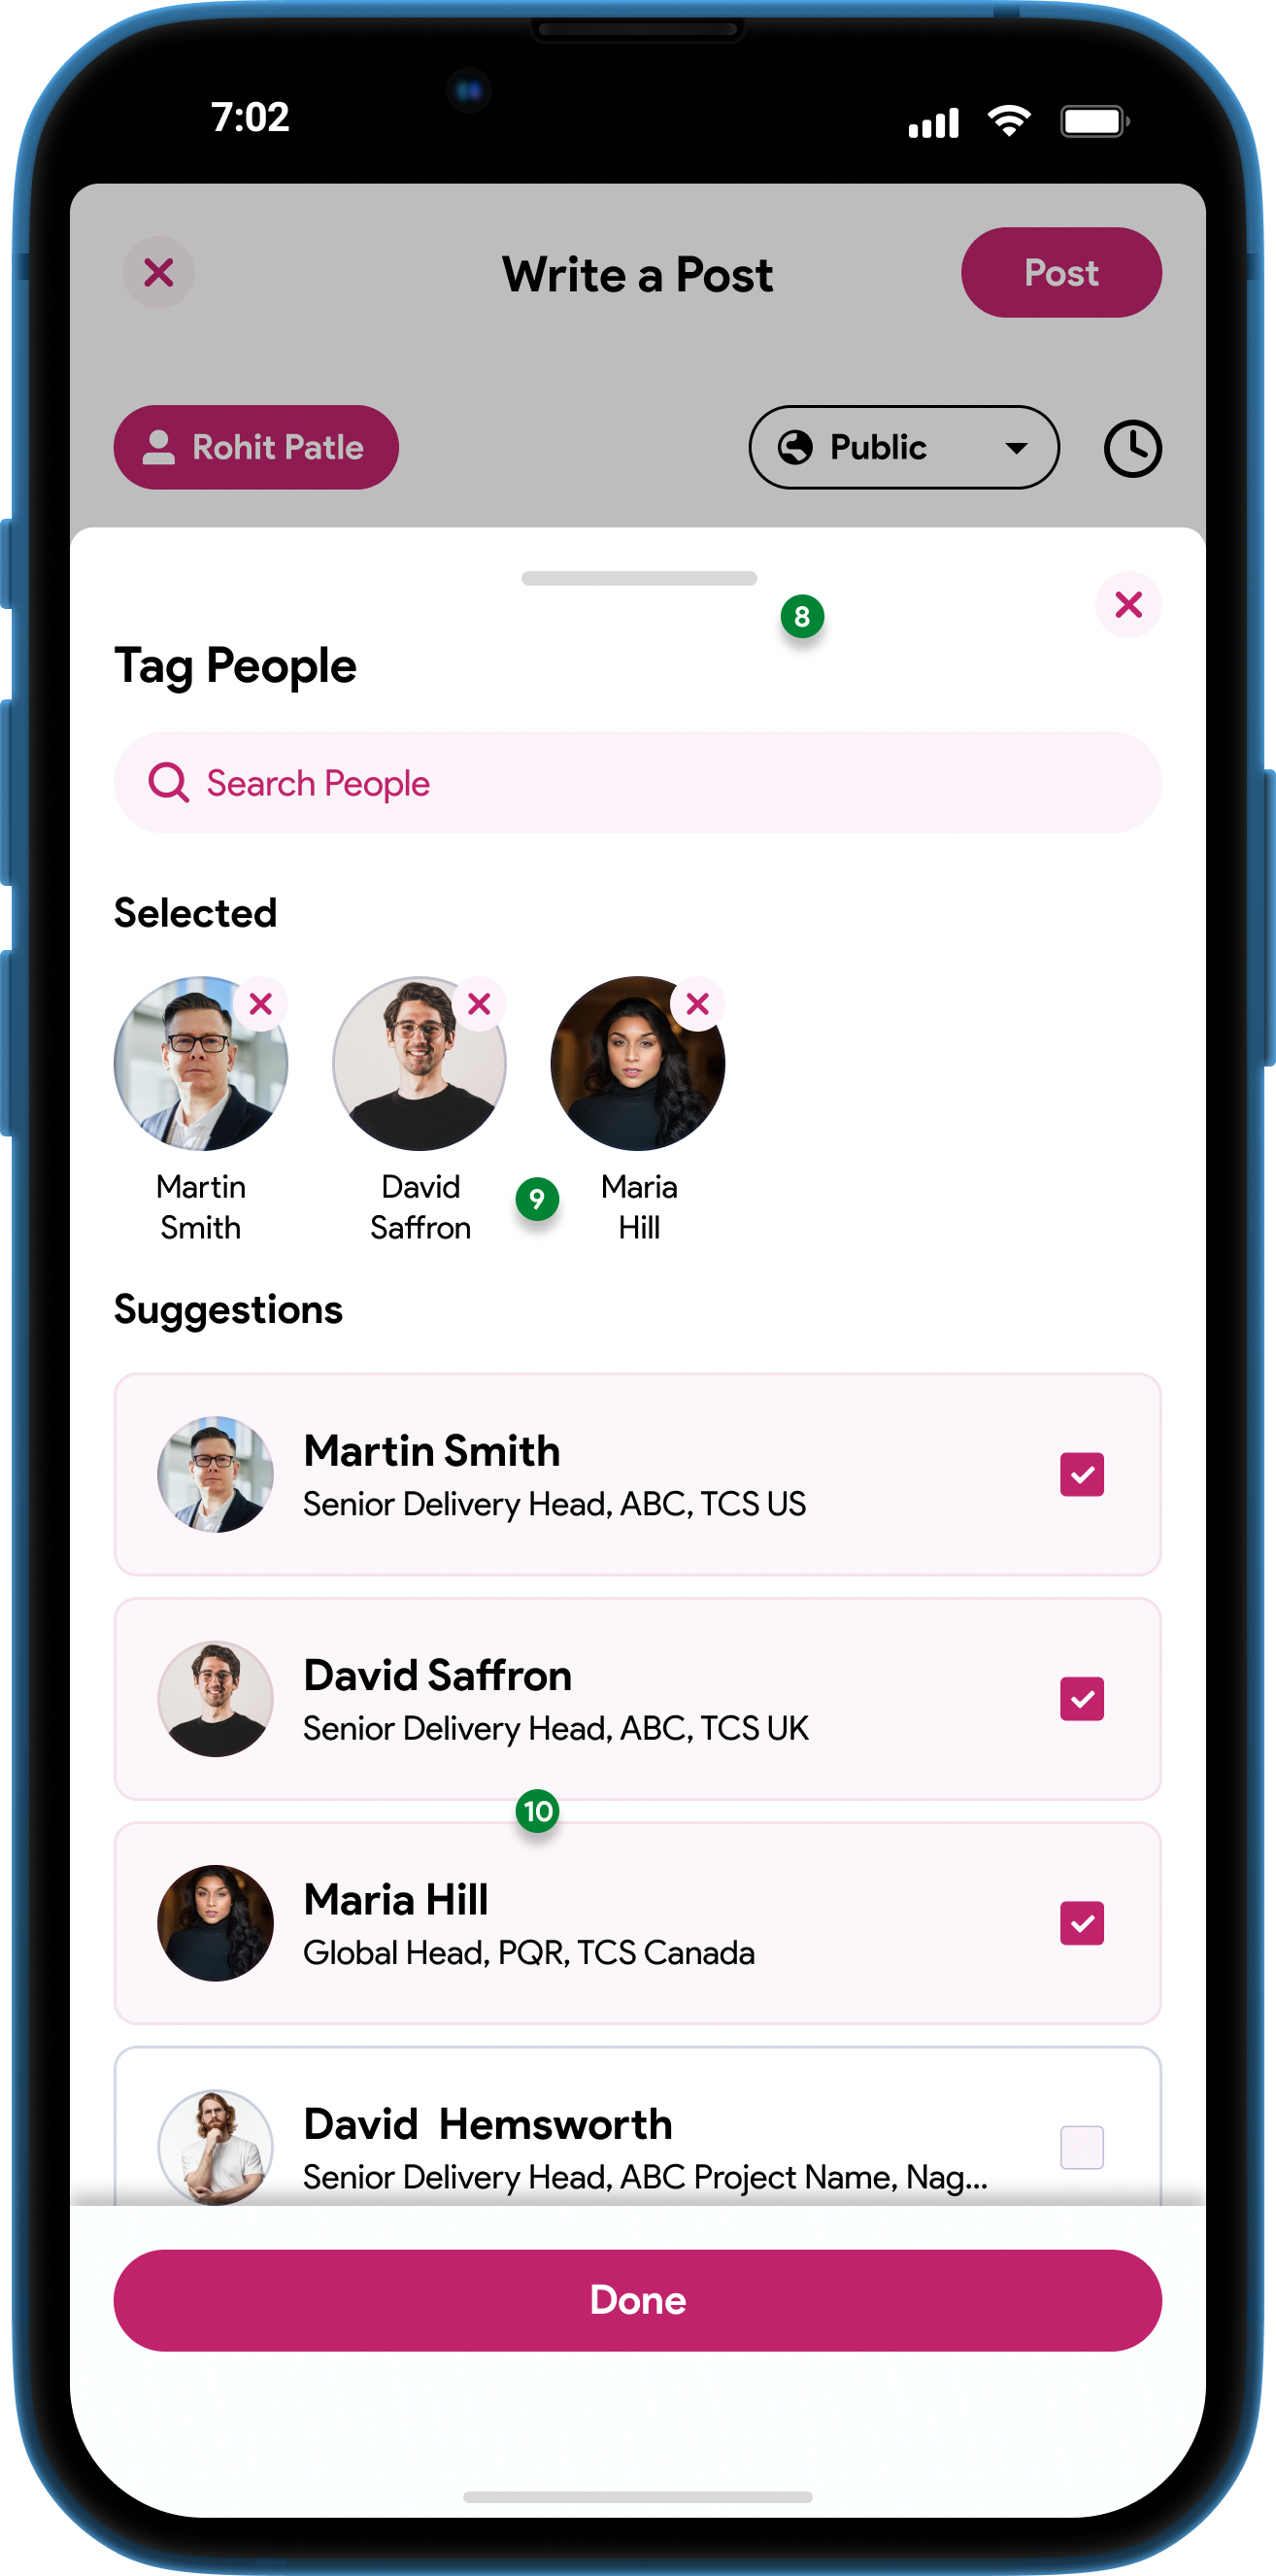 7:02
Write a Post
Post
Rohit Patle
Public
8
Tag People
Search People
Selected
Martin
Smith
David
Saffron
9
Maria
Hill
Suggestions
Martin Smith
Senior Delivery Head, ABC, TCS US
David Saffron
Senior Delivery Head, ABC, TCS UK
10
Maria Hill
Global Head, PQR, TCS Canada
David  Hemsworth
Senior Delivery Head, ABC Project Name, Nag...
Done